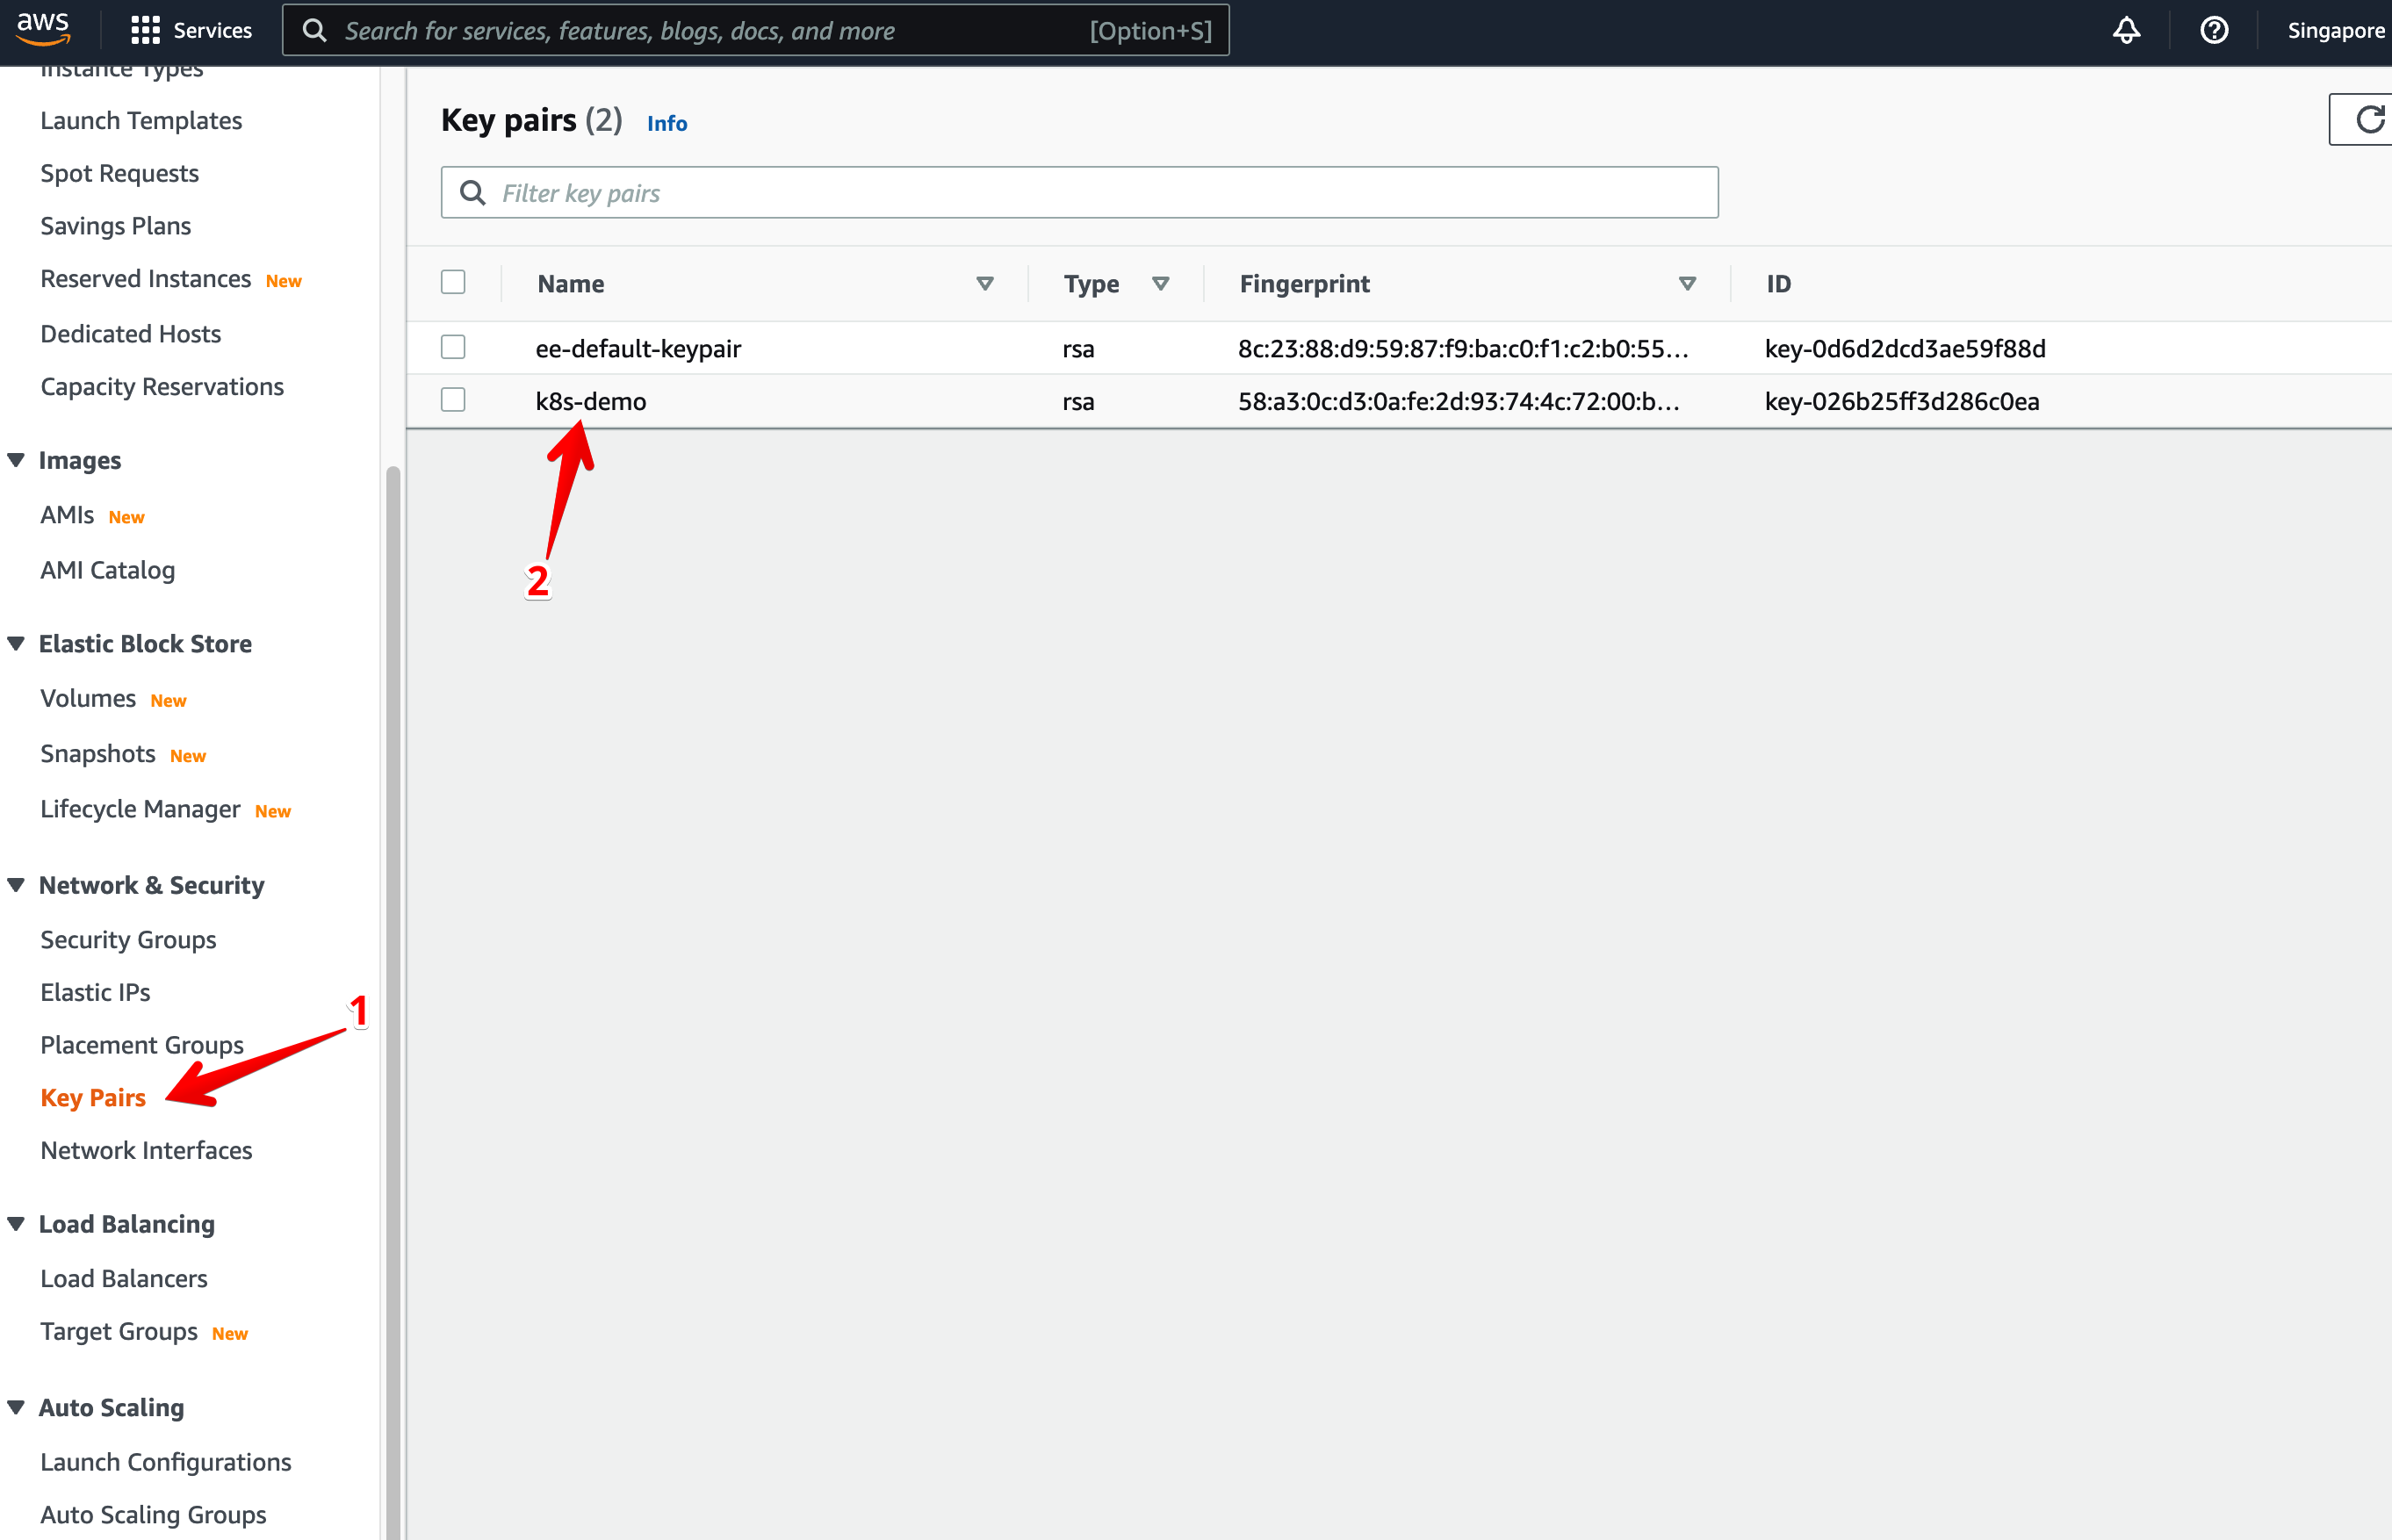 aws
Services
Search for services, features, blogs, docs, and more
[Option+S]
Singapore
Instance Types
Launch Templates
Spot Requests
Savings Plans
Reserved Instances New
Dedicated Hosts
Capacity Reservations
Images
AMIs New
AMI Catalog
Elastic Block Store
Volumes New
Snapshots New
Lifecycle Manager New
Network & Security
Security Groups
Elastic IPs
1
Placement Groups
Key Pairs
Network Interfaces
Load Balancing
Load Balancers
Target Groups New
Auto Scaling
Launch Configurations
Auto Scaling Groups
Key pairs (2) Info
Filter key pairs
Name Type Fingerprint ID
ee-default-keypair rsa 8c:23:88:d9:59:87:f9:ba:c0:f1:c2:b0:55... key-0d6d2dcd3ae59f88d
k8s-demo rsa 58:a3:0c:d3:0a:fe:2d:93:74:4c:72:00:b... key-026b25ff3d286c0ea
2